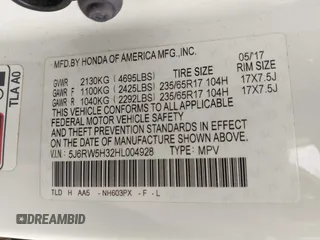 MFD.BY HONDA OF AMERICA MFG.,INC. 05/17
GVWR 2130KG (4695LBS) TIRE SIZE RIM SIZE
GAWR F 1100KG (2425LBS) 235/65R17 104H 17X7.5J
GAWR R 1040KG (2292LBS) 235/65R17 104H 17X7.5J
THIS VEHICLE CONFORMS TO ALL APPLICABLE
FEDERAL MOTOR VEHICLE SAFETY, BUMPER,
AND THEFT PREVENTION STANDARDS IN EFFECT
ON THE DATE OF MANUFACTURE SHOWN ABOVE.
V.I.N.: 5J6RW5H32HL004928 TYPE: MPV
TLD H AA5 - NH603PX - F - L
TLA A0
DEALERSHIP.COM